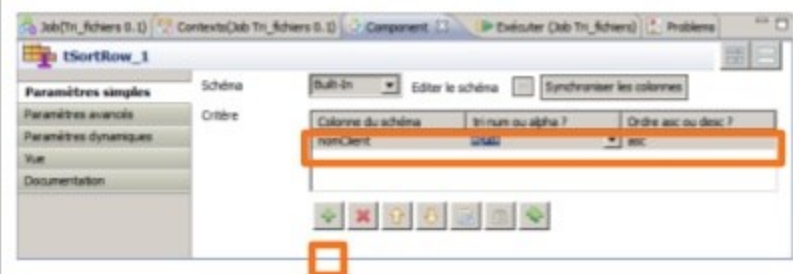 Job(Tri_fichiers 0.1) Contexts(Job Tri_fichiers 0.1) Component Exécuter (Job Tri_fichiers) Problems
tSortRow_1
Paramètres simples
Paramètres avancés
Paramètres dynamiques
Vue
Documentation
Schéma Built-In Editer le schéma Synchroniser les colonnes
Critère
Colonne du schéma tri num ou alpha ? Ordre asc ou desc ?
nomClient asc